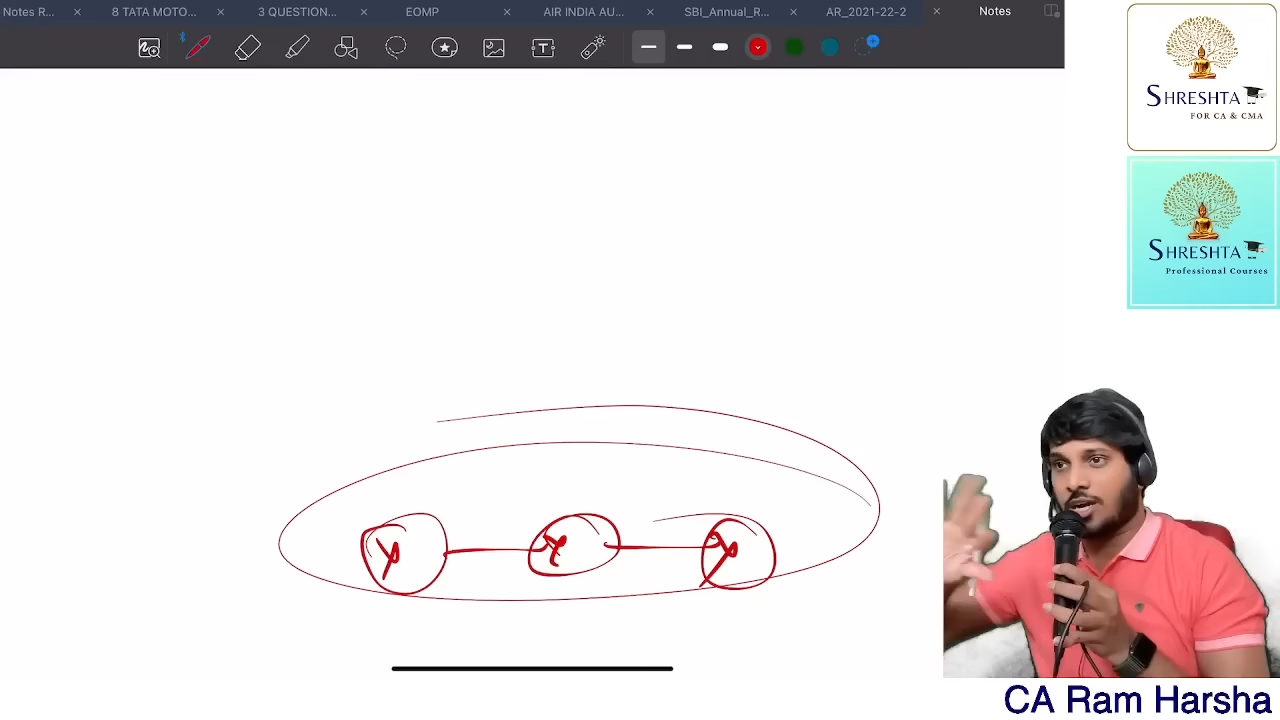 Notes R...
8 TATA MOTO...
3 QUESTION...
EOMP
AIR INDIA AU...
SBI_Annual_R...
AR_2021-22-2
Notes
T
SHRESHTA
FOR CA & CMA
SHRESHTA
Professional Courses
CA Ram Harsha